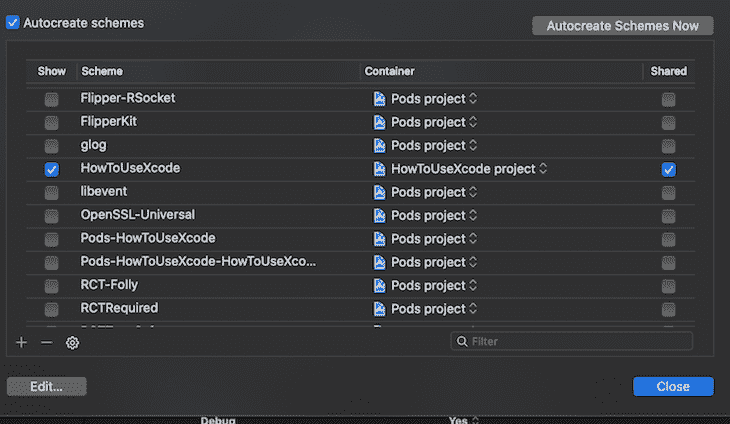 Autocreate schemes
Autocreate Schemes Now
Show Scheme Container Shared
Flipper-RSocket Pods project
FlipperKit Pods project
glog Pods project
HowToUseXcode HowToUseXcode project
libevent Pods project
OpenSSL-Universal Pods project
Pods-HowToUseXcode Pods project
Pods-HowToUseXcode-HowToUseXco... Pods project
RCT-Folly Pods project
RCTRequired Pods project
Filter
Edit...
Close
Debug Yes